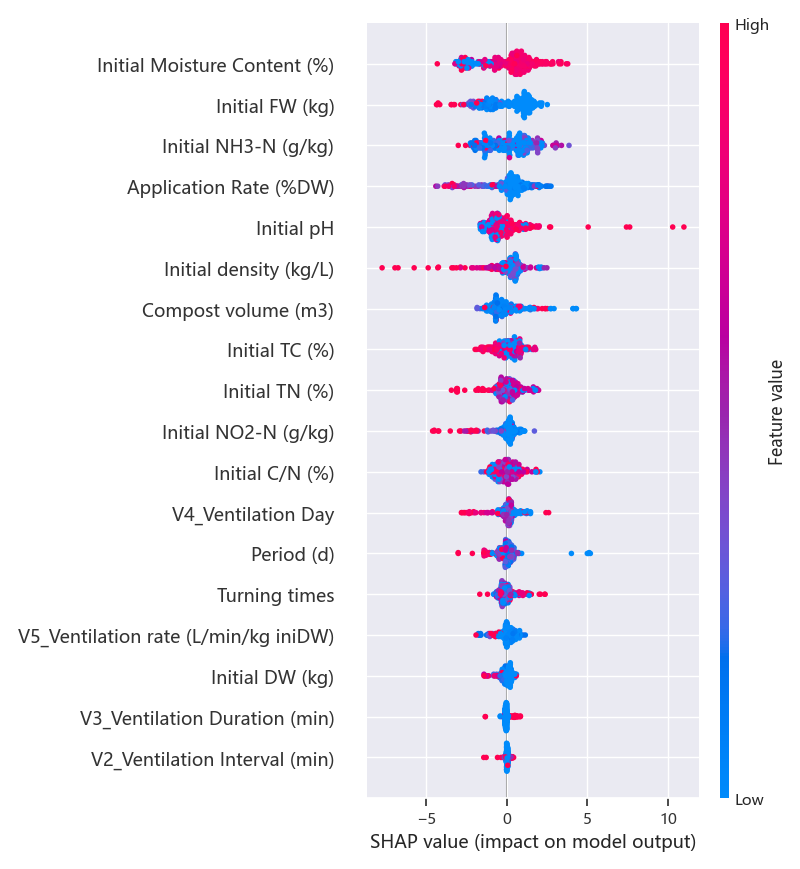 High
Initial Moisture Content (%)
Initial FW (kg)
Initial NH3-N (g/kg)
Application Rate (%DW)
Initial pH
Initial density (kg/L)
Compost volume (m3)
Initial TC (%)
Initial TN (%)
Initial NO2-N (g/kg)
Initial C/N (%)
V4_Ventilation Day
Period (d)
Turning times
V5_Ventilation rate (L/min/kg iniDW)
Initial DW (kg)
V3_Ventilation Duration (min)
V2_Ventilation Interval (min)
Feature value
Low
−5 0 5 10
SHAP value (impact on model output)